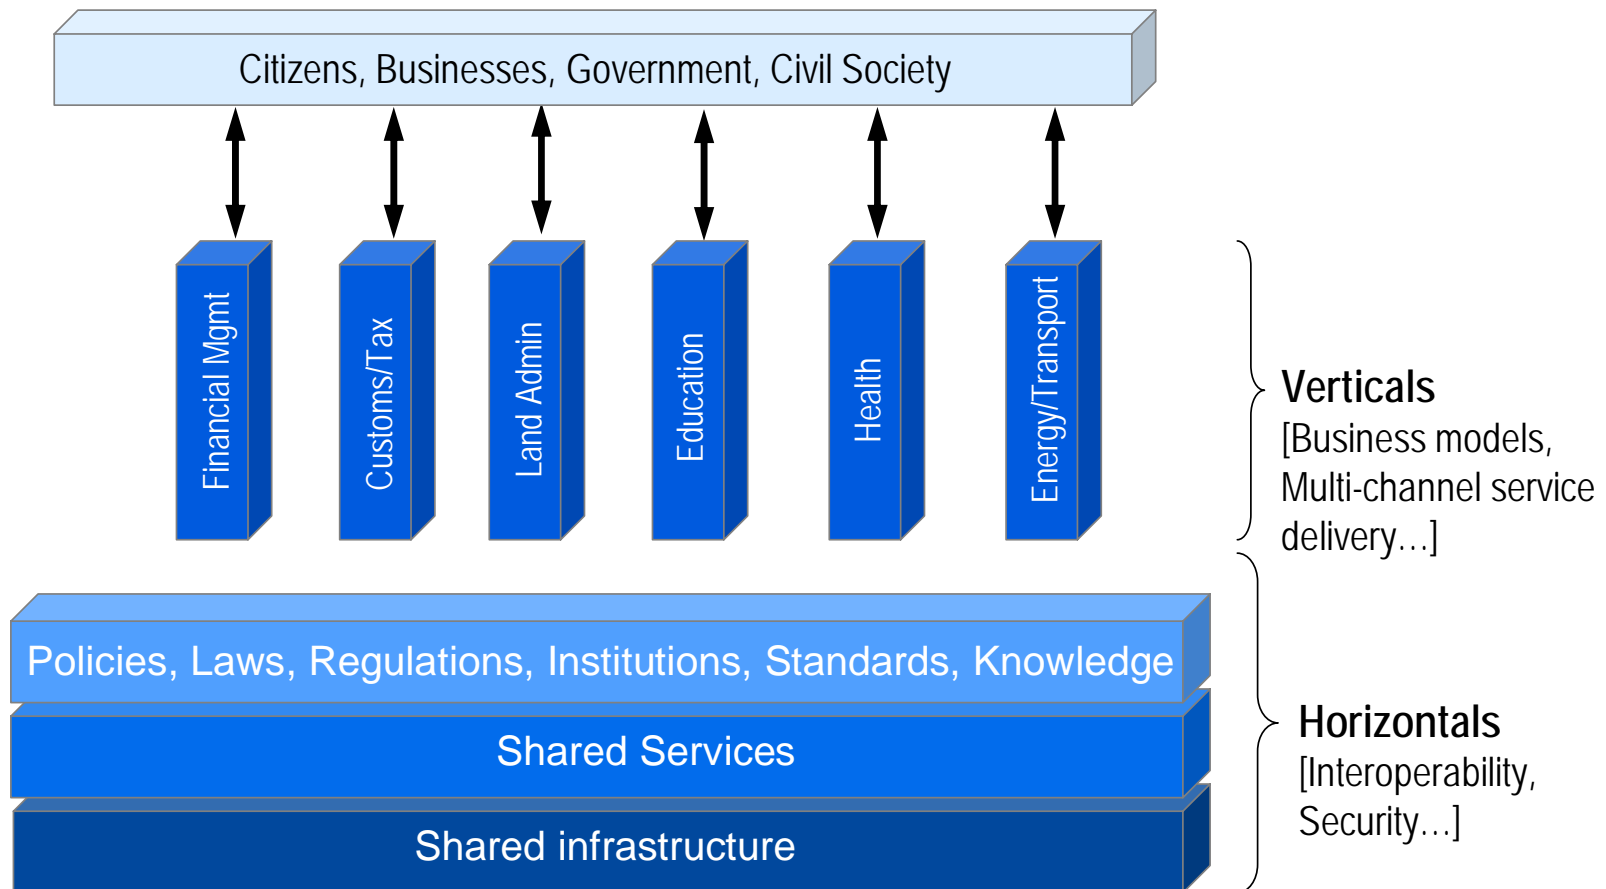 Citizens, Businesses, Government, Civil Society
Financial Mgmt
Customs/Tax
Land Admin
Education
Health
Energy/Transport
Verticals
[Business models,
Multi-channel service
delivery…]
Policies, Laws, Regulations, Institutions, Standards, Knowledge
Shared Services
Shared infrastructure
Horizontals
[Interoperability,
Security…]